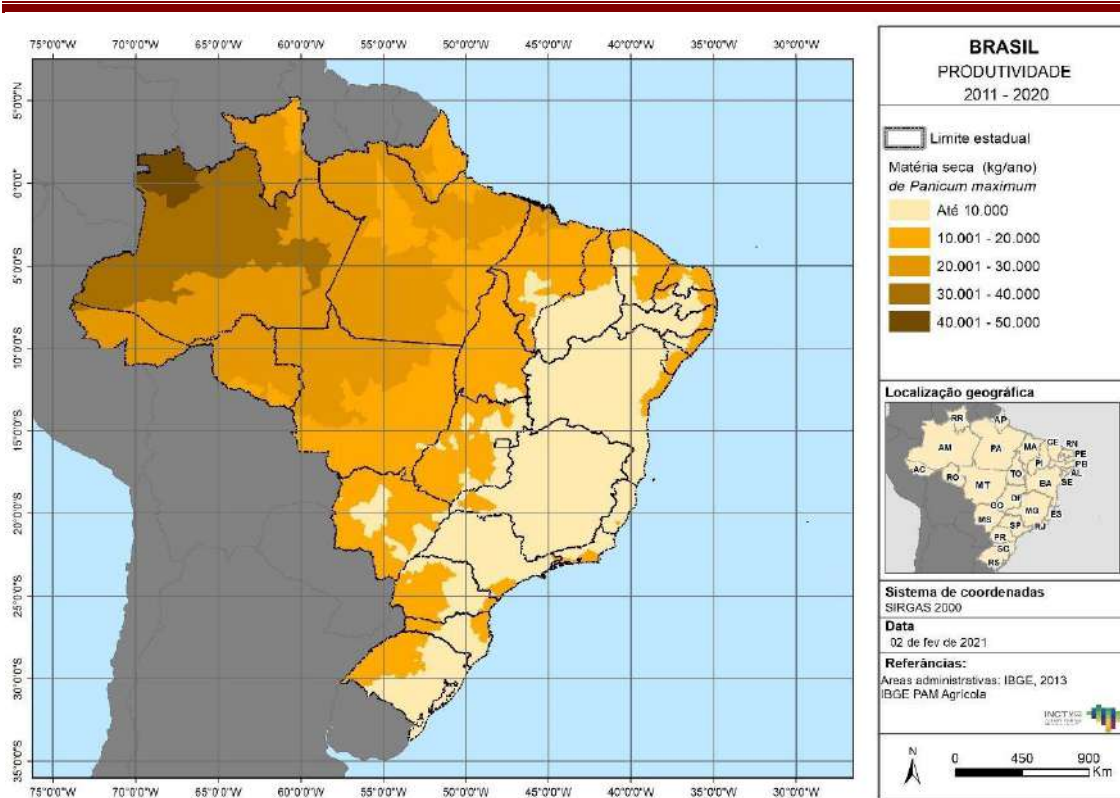 75°0'0"W 70°0'0"W 65°0'0"W 60°0'0"W 55°0'0"W 50°0'0"W 45°0'0"W 40°0'0"W 35°0'0"W 30°0'0"W
5°0'0"N
0°0'0"
5°0'0"S
10°0'0"S
15°0'0"S
20°0'0"S
25°0'0"S
30°0'0"S
35°0'0"S
75°0'0"W 70°0'0"W 65°0'0"W 60°0'0"W 55°0'0"W 50°0'0"W 45°0'0"W 40°0'0"W 35°0'0"W 30°0'0"W
BRASIL
PRODUTIVIDADE
2011 - 2020
Limite estadual
Matéria seca (kg/ano)
de Panicum maximum
Até 10.000
10.001 - 20.000
20.001 - 30.000
30.001 - 40.000
40.001 - 50.000
Localização geográfica
RR AP
AM PA MA CE RN
PE
PB
PI AL
AC TO SE
RO BA
MT
DF
GO
MG ES
MS
SP RJ
PR
SC
RS
Sistema de coordenadas
SIRGAS 2000
Data
02 de fev de 2021
Referâncias:
Areas administrativas: IBGE, 2013
IBGE PAM Agrícola
N
0 450 900
Km